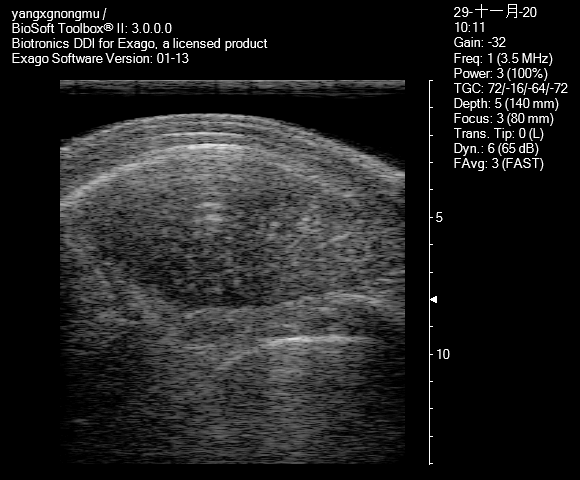 yangxgnongmu /
BioSoft Toolbox® II: 3.0.0.0
Biotronics DDI for Exago, a licensed product
Exago Software Version: 01-13
29-十一月-20
10:11
Gain: -32
Freq: 1 (3.5 MHz)
Power: 3 (100%)
TGC: 72/-16/-64/-72
Depth: 5 (140 mm)
Focus: 3 (80 mm)
Trans. Tip: 0 (L)
Dyn.: 6 (65 dB)
FAvg: 3 (FAST)
5
10